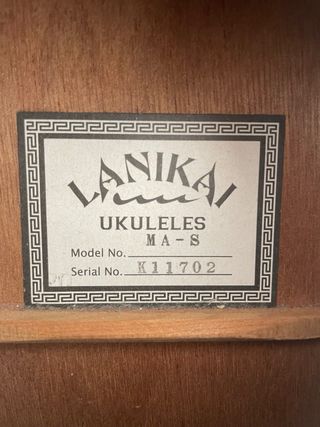 LANIKAI
UKULELES
MA-S
Model No.
Serial No. K11702